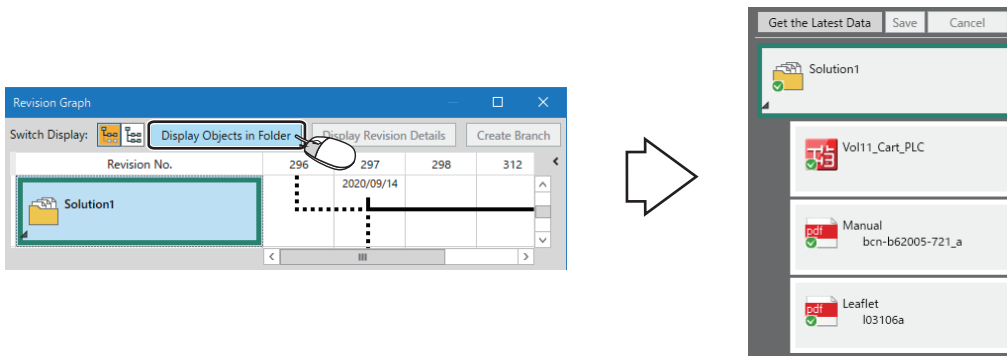 Revision Graph
Switch Display: Display Objects in Folder Display Revision Details Create Branch
Revision No. 296 297 298 312
2020/09/14
Solution1
Get the Latest Data Save Cancel
Solution1
Vol11_Cart_PLC
Manual
pdf
bcn-b62005-721_a
Leaflet
pdf
l03106a